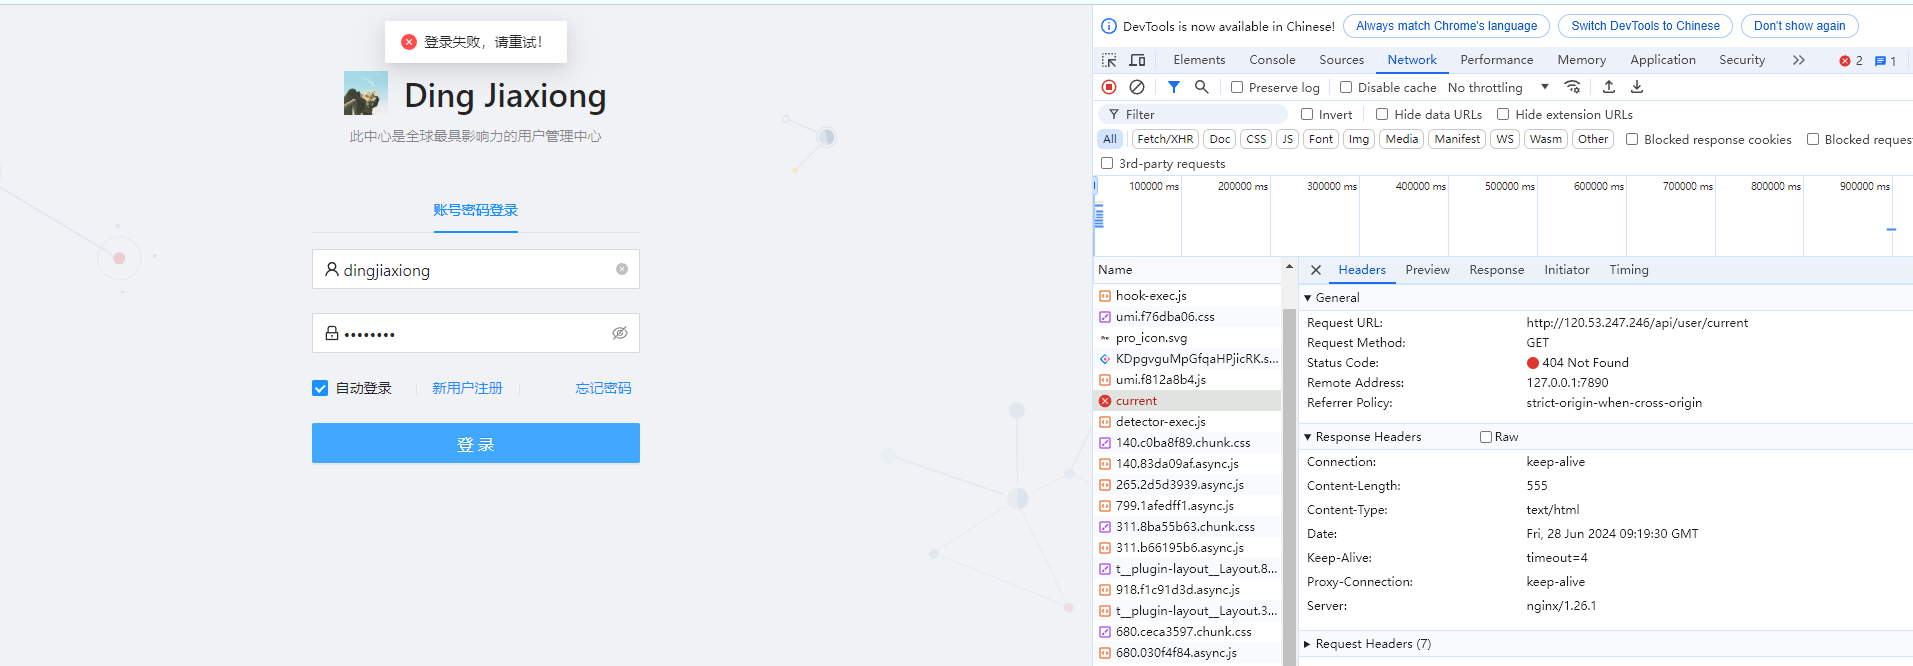 登录失败，请重试！
Ding Jiaxiong
此中心是全球最具影响力的用户管理中心
账号密码登录
dingjiaxiong
••••••••
自动登录 新用户注册 忘记密码
登 录
DevTools is now available in Chinese! Always match Chrome's language Switch DevTools to Chinese Don't show again
Elements Console Sources Network Performance Memory Application Security 2 1
Preserve log Disable cache No throttling
Filter Invert Hide data URLs Hide extension URLs
All Fetch/XHR Doc CSS JS Font Img Media Manifest WS Wasm Other Blocked response cookies Blocked reques
3rd-party requests
100000 ms 200000 ms 300000 ms 400000 ms 500000 ms 600000 ms 700000 ms 800000 ms 900000 ms
Name
hook-exec.js
umi.f76dba06.css
pro_icon.svg
KDpgvguMpGfqaHPjicRK.s...
umi.f812a8b4.js
current
detector-exec.js
140.c0ba8f89.chunk.css
140.83da09af.async.js
265.2d5d3939.async.js
799.1afedff1.async.js
311.8ba55b63.chunk.css
311.b66195b6.async.js
t__plugin-layout__Layout.8...
918.f1c91d3d.async.js
t__plugin-layout__Layout.3...
680.ceca3597.chunk.css
680.030f4f84.async.js
Headers Preview Response Initiator Timing
General
Request URL: http://120.53.247.246/api/user/current
Request Method: GET
Status Code: 404 Not Found
Remote Address: 127.0.0.1:7890
Referrer Policy: strict-origin-when-cross-origin
Response Headers Raw
Connection: keep-alive
Content-Length: 555
Content-Type: text/html
Date: Fri, 28 Jun 2024 09:19:30 GMT
Keep-Alive: timeout=4
Proxy-Connection: keep-alive
Server: nginx/1.26.1
Request Headers (7)